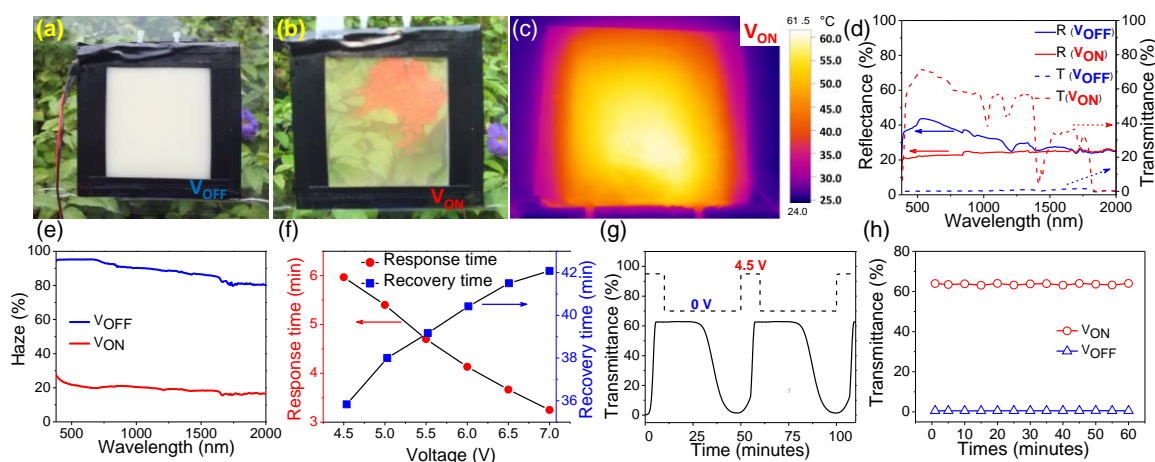 (a)
V_OFF
(b)
V_ON
(c)
V_ON
61.5 °C
60.0
55.0
50.0
45.0
40.0
35.0
30.0
25.0
24.0
(d)
R (V_OFF)
R (V_ON)
T (V_OFF)
T(V_ON)
Reflectance (%)
100
80
60
40
20
0
Transmittance (%)
100
80
60
40
20
0
500
1000
1500
2000
Wavelength (nm)
(e)
Haze (%)
100
80
60
40
20
0
V_OFF
V_ON
500
1000
1500
2000
Wavelength (nm)
(f)
Response time
Recovery time
Response time (min)
6
5
4
3
Recovery time (min)
42
40
38
36
4.5
5.0
5.5
6.0
6.5
7.0
Voltage (V)
(g)
4.5 V
0 V
Transmittance (%)
100
80
60
40
20
0
0
25
50
75
100
Time (minutes)
(h)
Transmittance (%)
80
60
40
20
0
V_ON
V_OFF
0
10
20
30
40
50
60
Times (minutes)